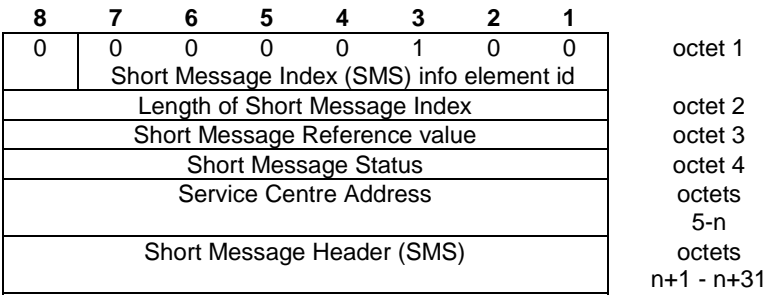 8 7 6 5 4 3 2 1
0 0 0 0 0 1 0 0 octet 1
Short Message Index (SMS) info element id
Length of Short Message Index octet 2
Short Message Reference value octet 3
Short Message Status octet 4
Service Centre Address octets
5-n
Short Message Header (SMS) octets
n+1 - n+31